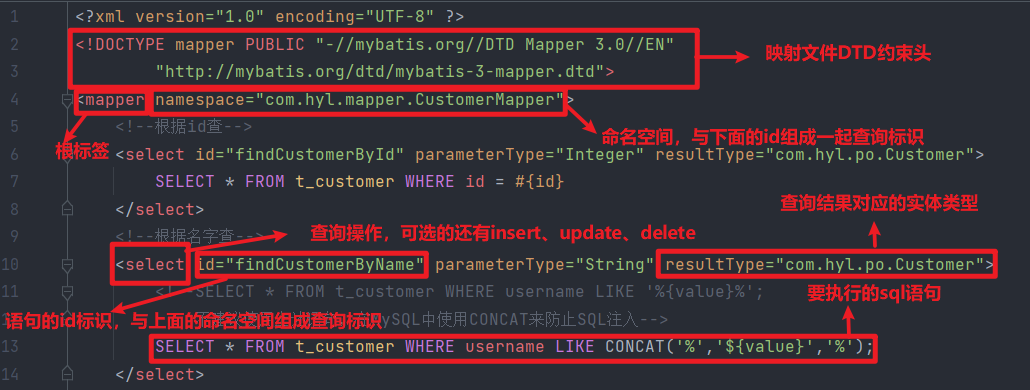 1 <?xml version="1.0" encoding="UTF-8" ?>
2 <!DOCTYPE mapper PUBLIC "-//mybatis.org//DTD Mapper 3.0//EN"
映射文件DTD约束头
3 "http://mybatis.org/dtd/mybatis-3-mapper.dtd">
4 <mapper namespace="com.hyl.mapper.CustomerMapper">
5 <!--根据id查-->
命名空间，与下面的id组成一起查询标识
根标签
6 <select id="findCustomerById" parameterType="Integer" resultType="com.hyl.po.Customer">
7 SELECT * FROM t_customer WHERE id = #{id}
8 </select>
查询结果对应的实体类型
9 <!--根据名字查-->
查询操作，可选的还有insert、update、delete
10 <select id="findCustomerByName" parameterType="String" resultType="com.hyl.po.Customer">
11 <!--SELECT * FROM t_customer WHERE username LIKE '%{value}%';
要执行的sql语句
语句的id标识，与上面的命名空间组成查询标识
ySQL中使用CONCAT来防止SQL注入-->
13 SELECT * FROM t_customer WHERE username LIKE CONCAT('%','${value}','%');
14 </select>